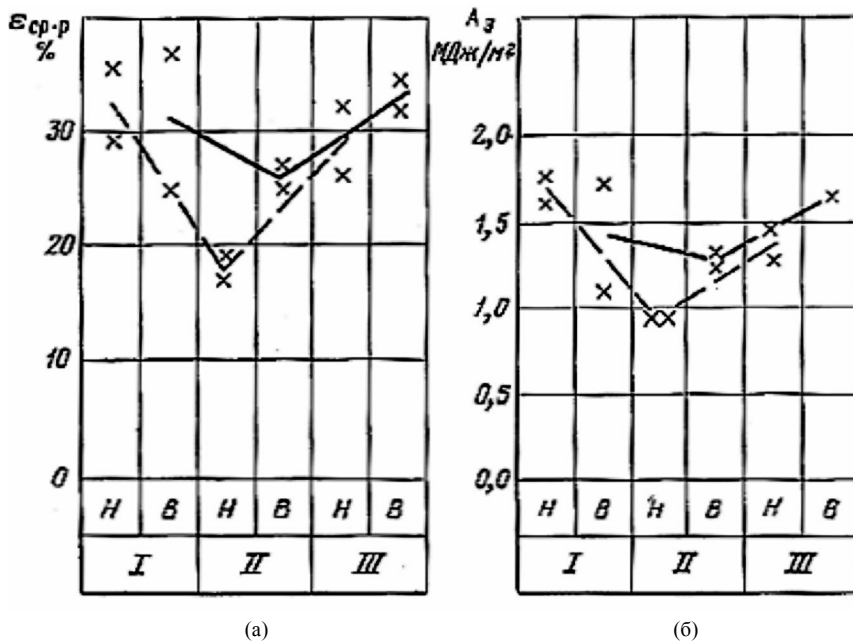 ε ср.р
%
30
20
10
0
Н В Н В Н В
I II III
(а)
Aз
МДж/м²
2,0
1,5
1,0
0,5
0,0
Н В Н В Н В
I II III
(б)